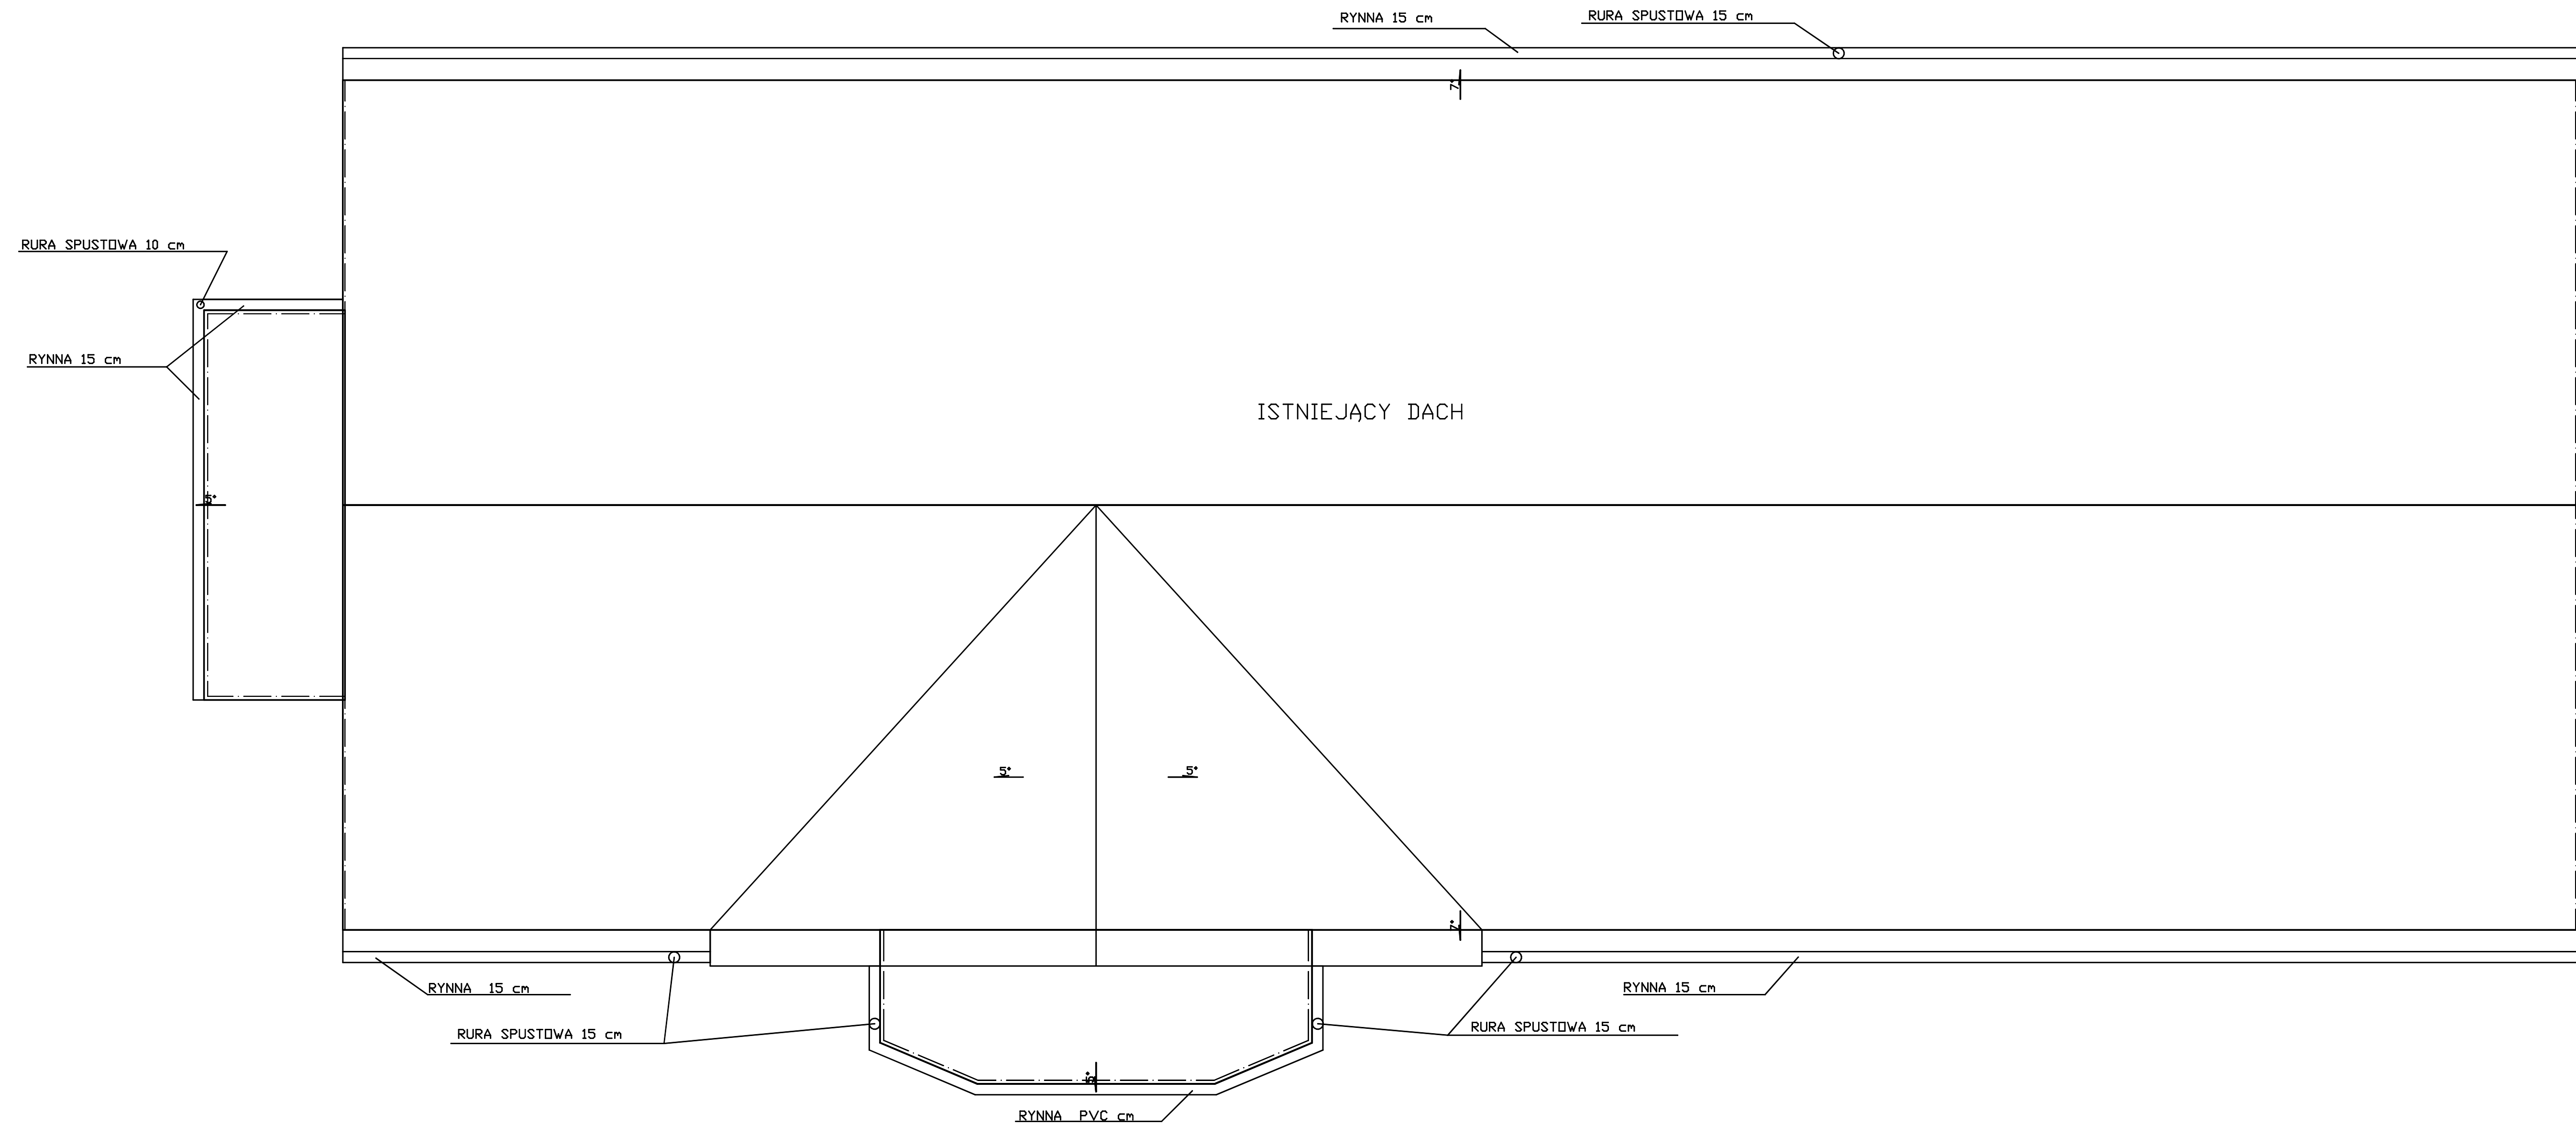 RYNNA 15 cm
RURA SPUSTOWA 15 cm
7°
RURA SPUSTOWA 10 cm
RYNNA 15 cm
ISTNIEJĄCY DACH
5°
5°
5°
7°
RYNNA 15 cm
RYNNA 15 cm
RURA SPUSTOWA 15 cm
RURA SPUSTOWA 15 cm
5°
RYNNA PVC cm